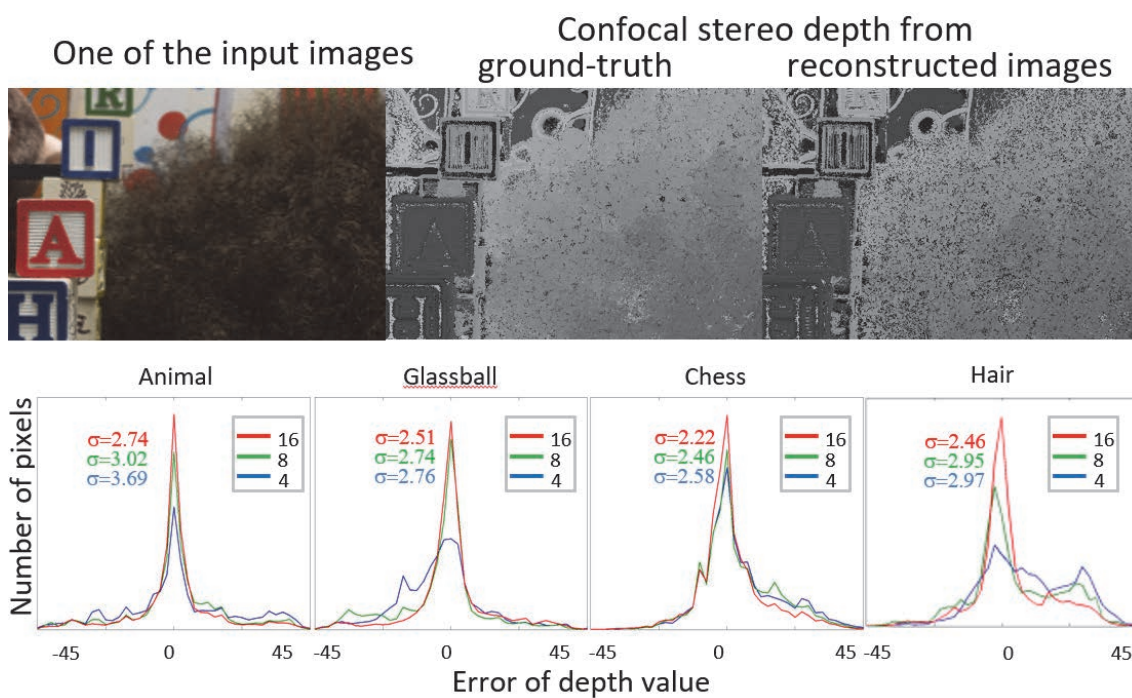 One of the input images
Confocal stereo depth from
ground-truth
reconstructed images
R
I
A
H
Animal
Glassball
Chess
Hair
Number of pixels
σ=2.74
σ=3.02
σ=3.69
16
8
4
σ=2.51
σ=2.74
σ=2.76
16
8
4
σ=2.22
σ=2.46
σ=2.58
16
8
4
σ=2.46
σ=2.95
σ=2.97
16
8
4
-45 0 45
-45 0 45
-45 0 45
-45 0 45
Error of depth value